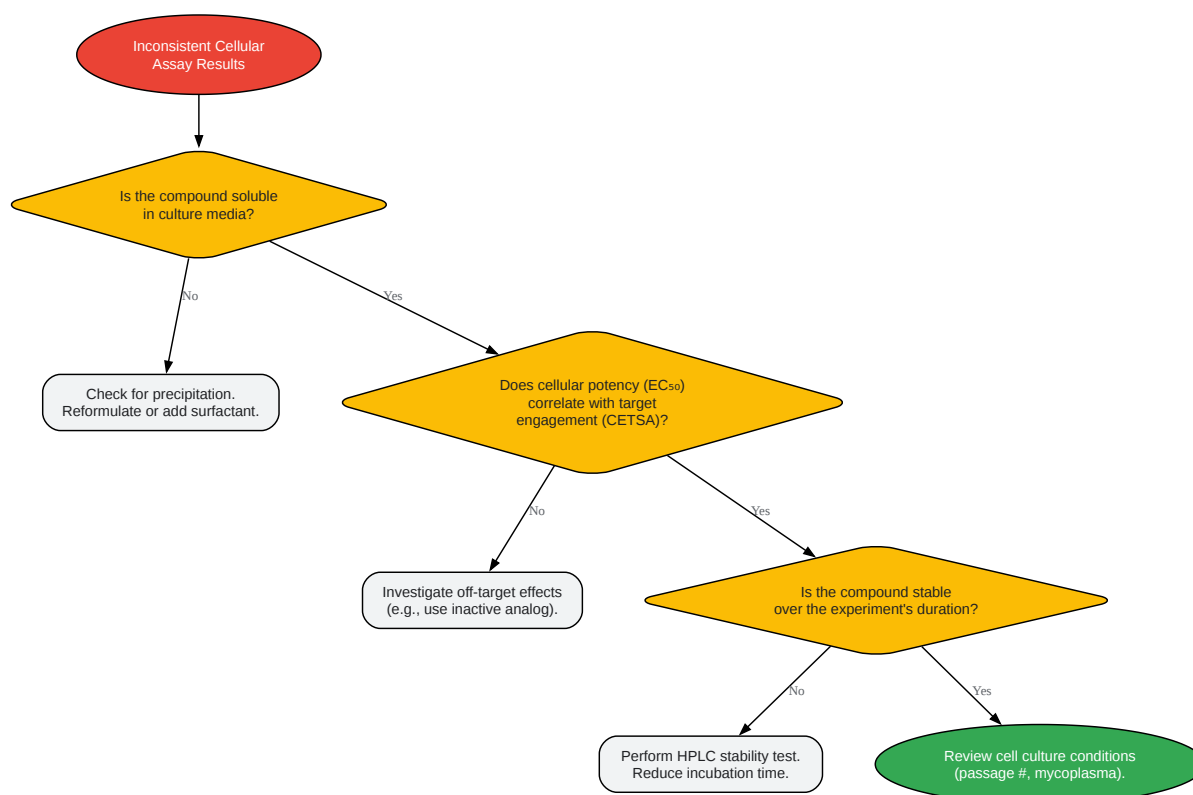 Inconsistent Cellular
Assay Results
Is the compound soluble
in culture media?
No
Yes
Check for precipitation.
Reformulate or add surfactant.
Does cellular potency (EC₅₀)
correlate with target
engagement (CETSA)?
No
Yes
Investigate off-target effects
(e.g., use inactive analog).
Is the compound stable
over the experiment's duration?
No
Yes
Perform HPLC stability test.
Reduce incubation time.
Review cell culture conditions
(passage #, mycoplasma).